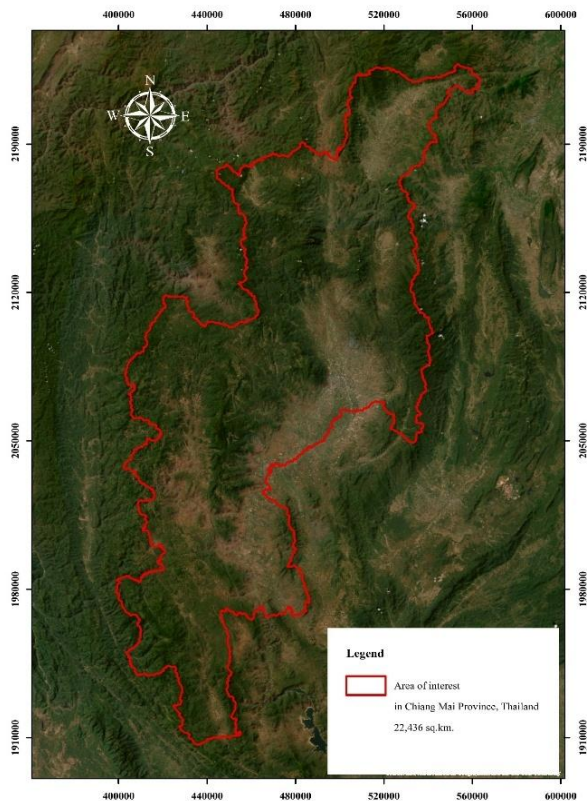 400000 440000 480000 520000 560000 600000
N
W E
S
2190000 2190000
2120000 2120000
2050000 2050000
1980000 1980000
1910000 1910000
Legend
Area of interest
in Chiang Mai Province, Thailand
22,436 sq.km.
400000 440000 480000 520000 560000 600000